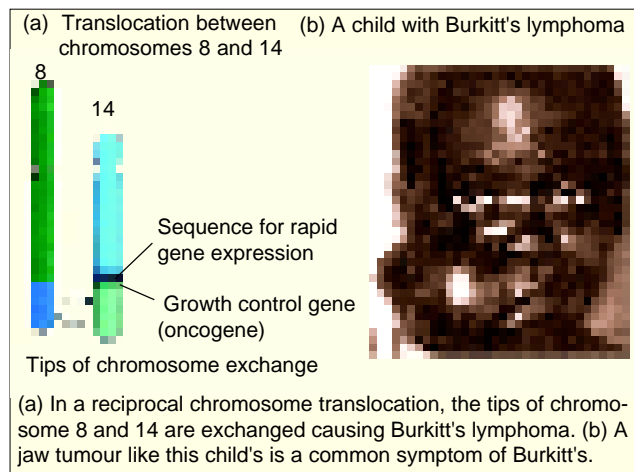 (a) Translocation between
chromosomes 8 and 14
(b) A child with Burkitt's lymphoma
8
14
Sequence for rapid
gene expression
Growth control gene
(oncogene)
Tips of chromosome exchange
(a) In a reciprocal chromosome translocation, the tips of chromo-
some 8 and 14 are exchanged causing Burkitt's lymphoma. (b) A
jaw tumour like this child's is a common symptom of Burkitt's.